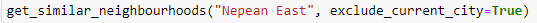 get_similar_neighbourhoods("Nepean East", exclude_current_city=True)